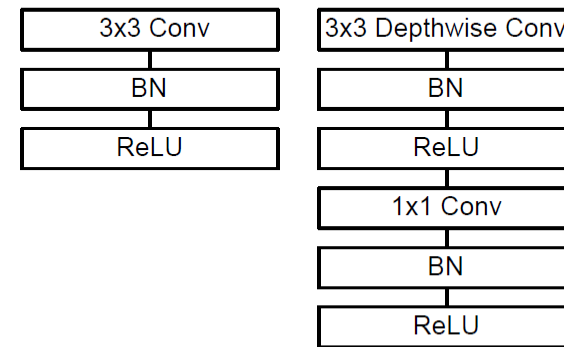 3x3 Conv
BN
ReLU
3x3 Depthwise Conv
BN
ReLU
1x1 Conv
BN
ReLU